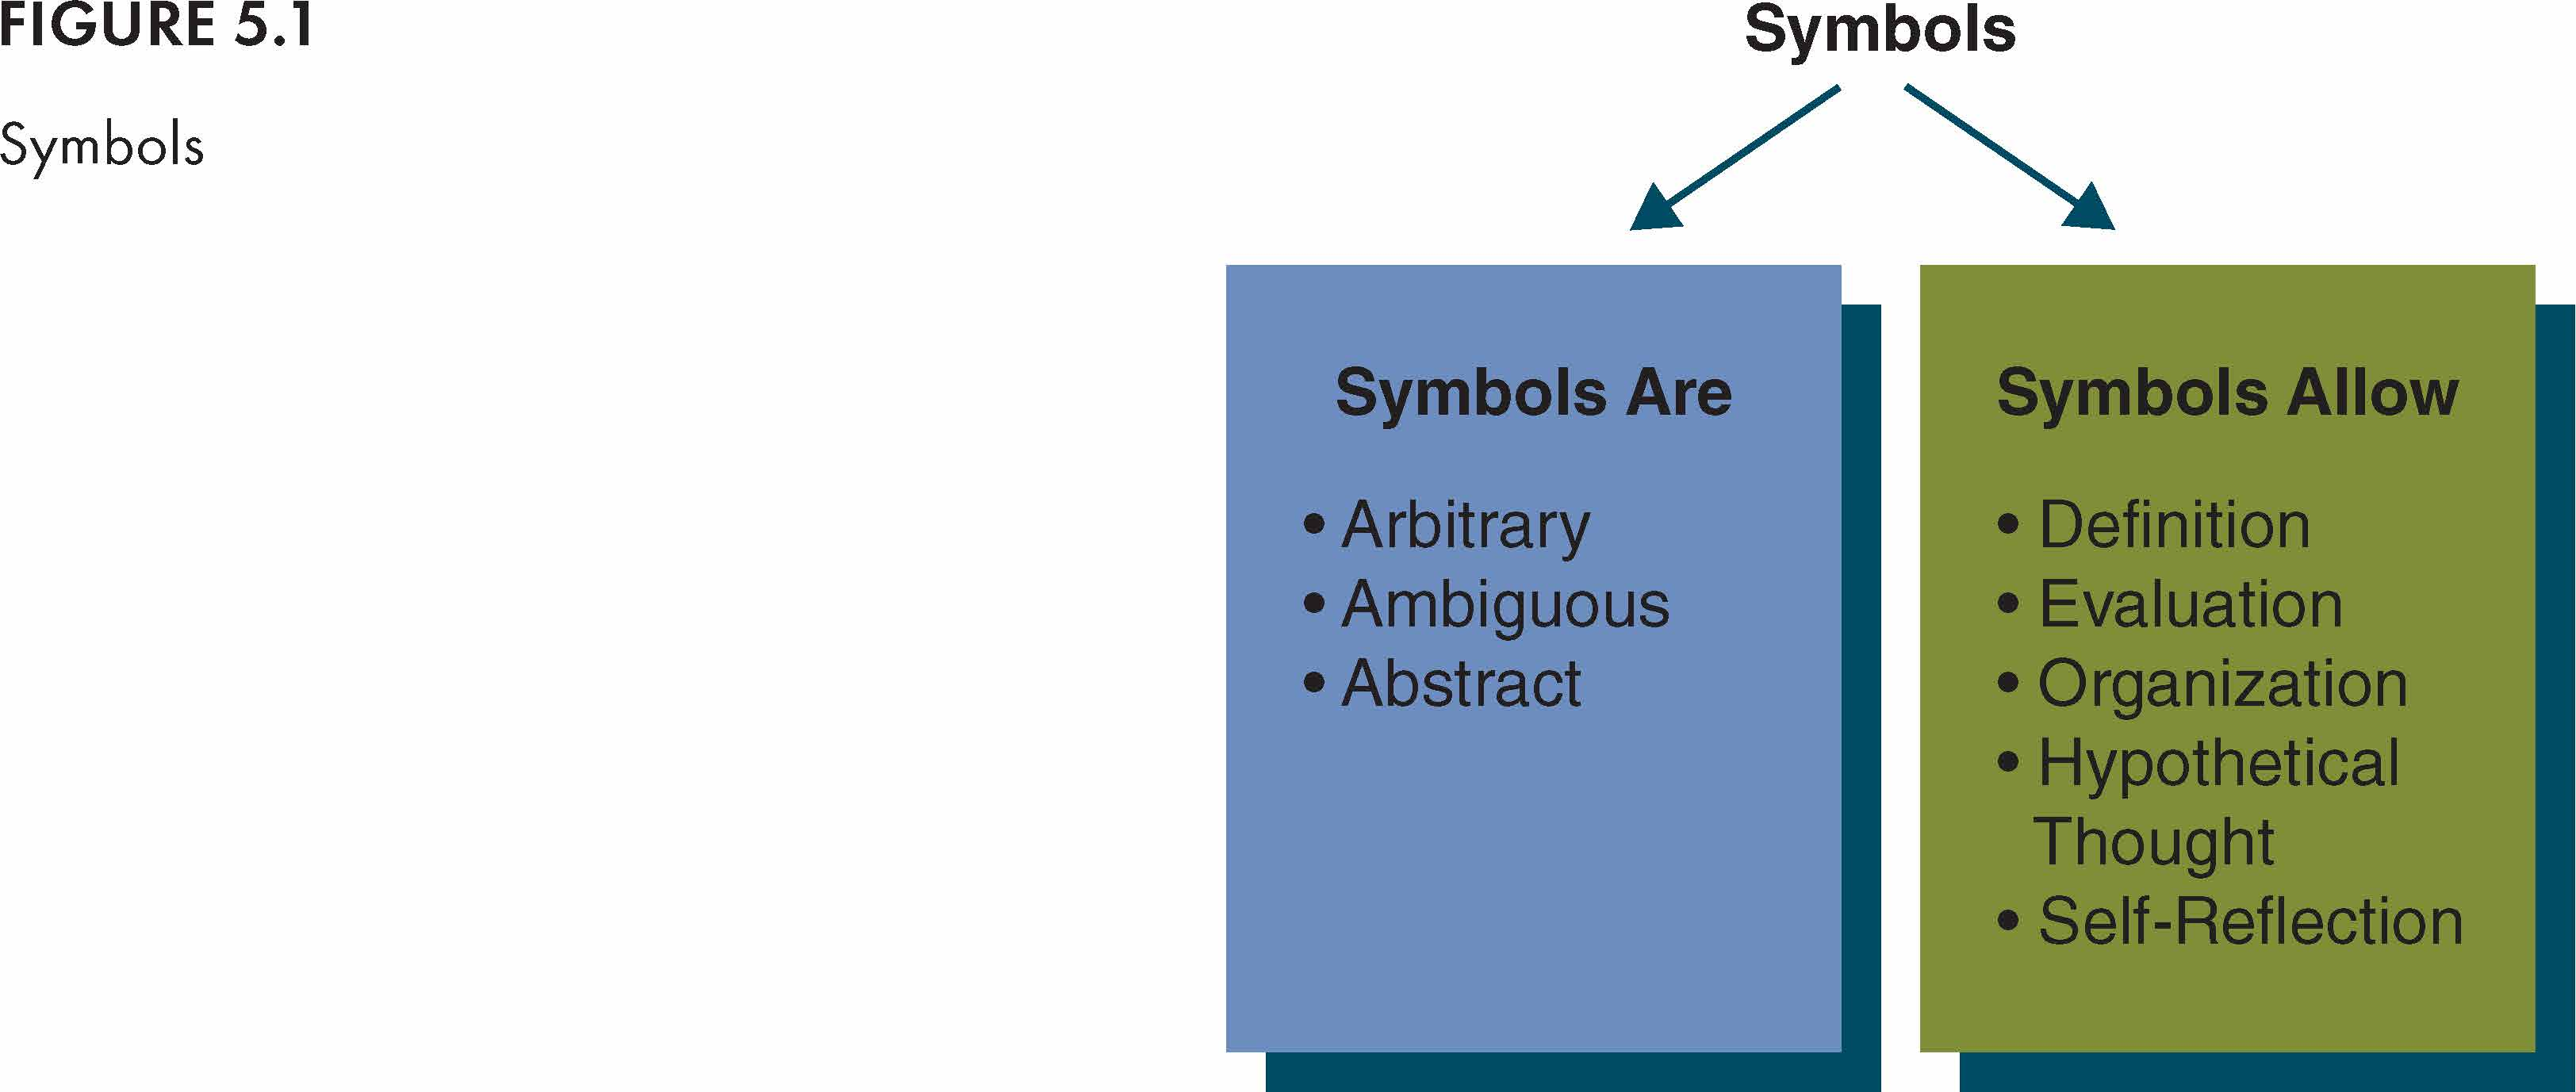 FIGURE 5.1
Symbols
Symbols
Symbols Are
• Arbitrary
• Ambiguous
• Abstract
Symbols Allow
• Definition
• Evaluation
• Organization
• Hypothetical
Thought
• Self-Reflection